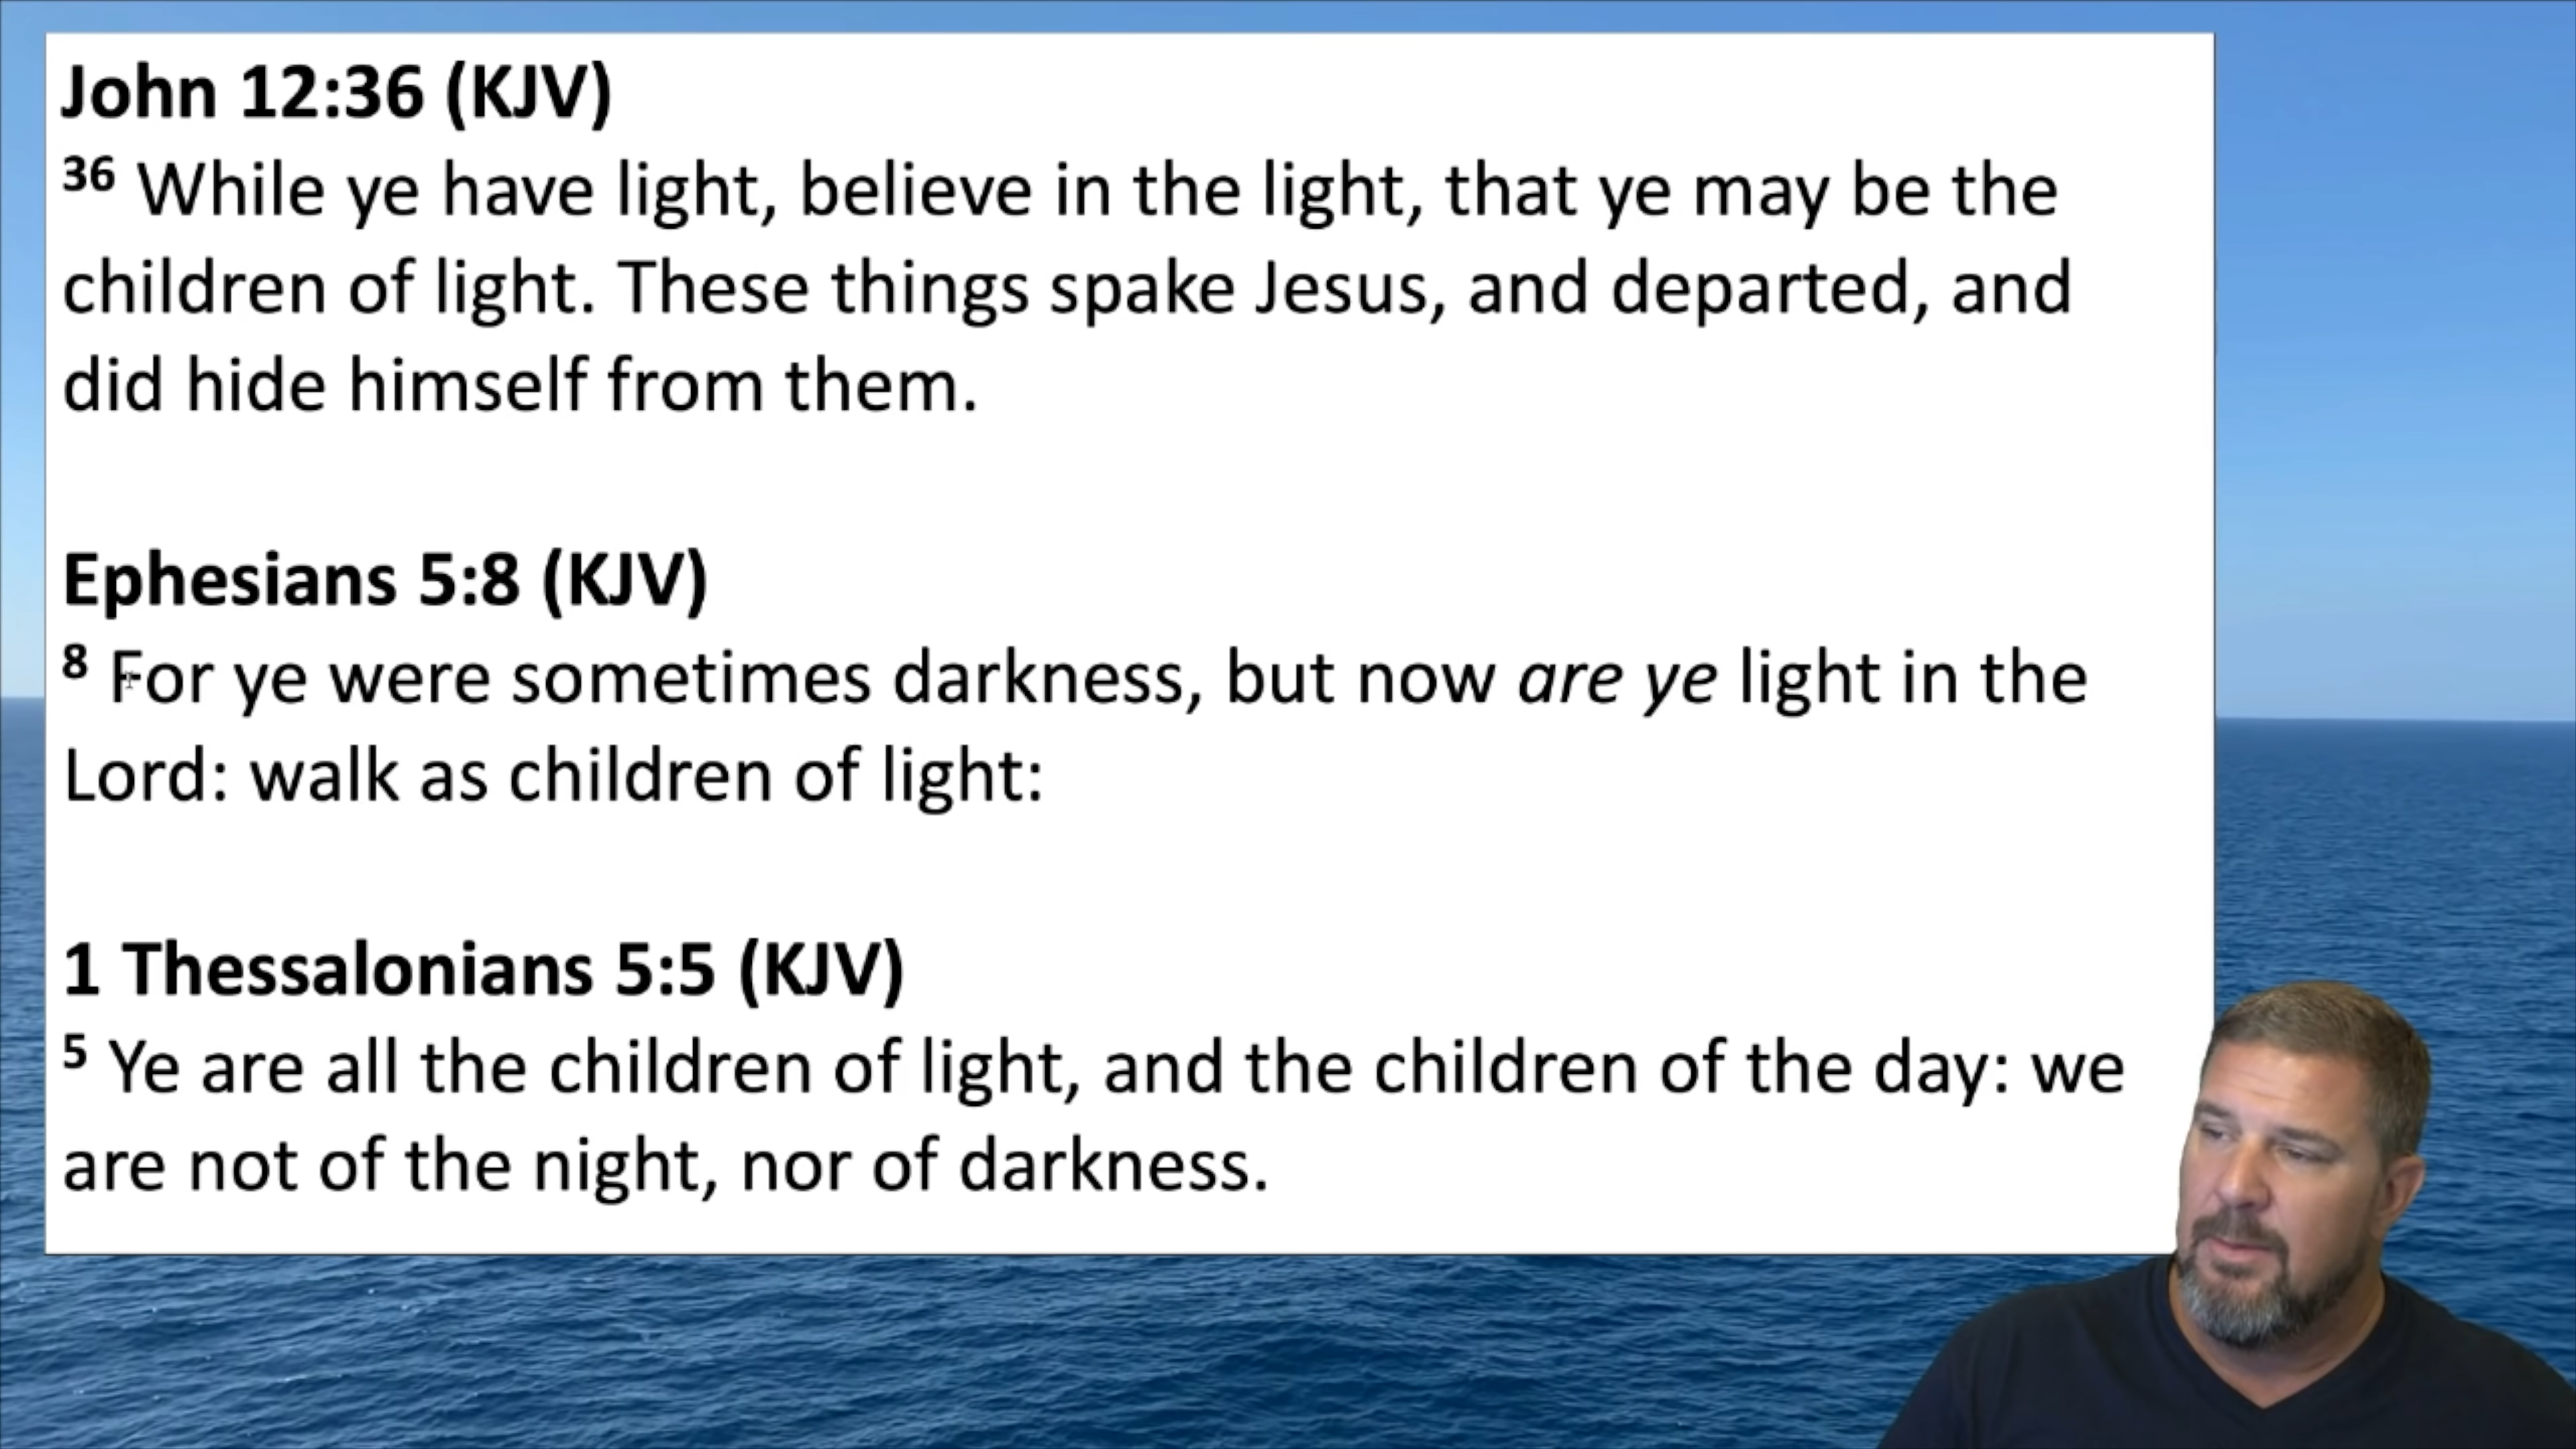 John 12:36 (KJV)
36 While ye have light, believe in the light, that ye may be the
children of light. These things spake Jesus, and departed, and
did hide himself from them.
Ephesians 5:8 (KJV)
8 For ye were sometimes darkness, but now are ye light in the
Lord: walk as children of light:
1 Thessalonians 5:5 (KJV)
5 Ye are all the children of light, and the children of the day: we
are not of the night, nor of darkness.